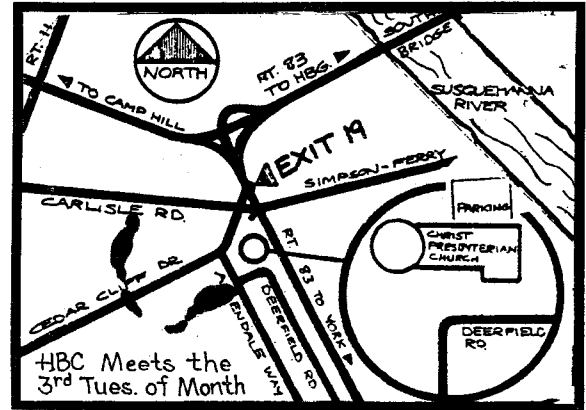 RT.
NORTH
TO CAMP HILL
RT. 83
TO HBG.
SOUTH
BRIDGE
SUSQUEHANNA
RIVER
EXIT 19
SIMPSON-FERRY
CARLISLE RD.
PARKING
CHRIST
PRESBYTERIAN
CHURCH
RT. 83 TO YORK
CEDAR CLIFF DR.
WAY
DEERFIELD RD
DEERFIELD
RD.
HBC Meets the
3rd Tues. of Month